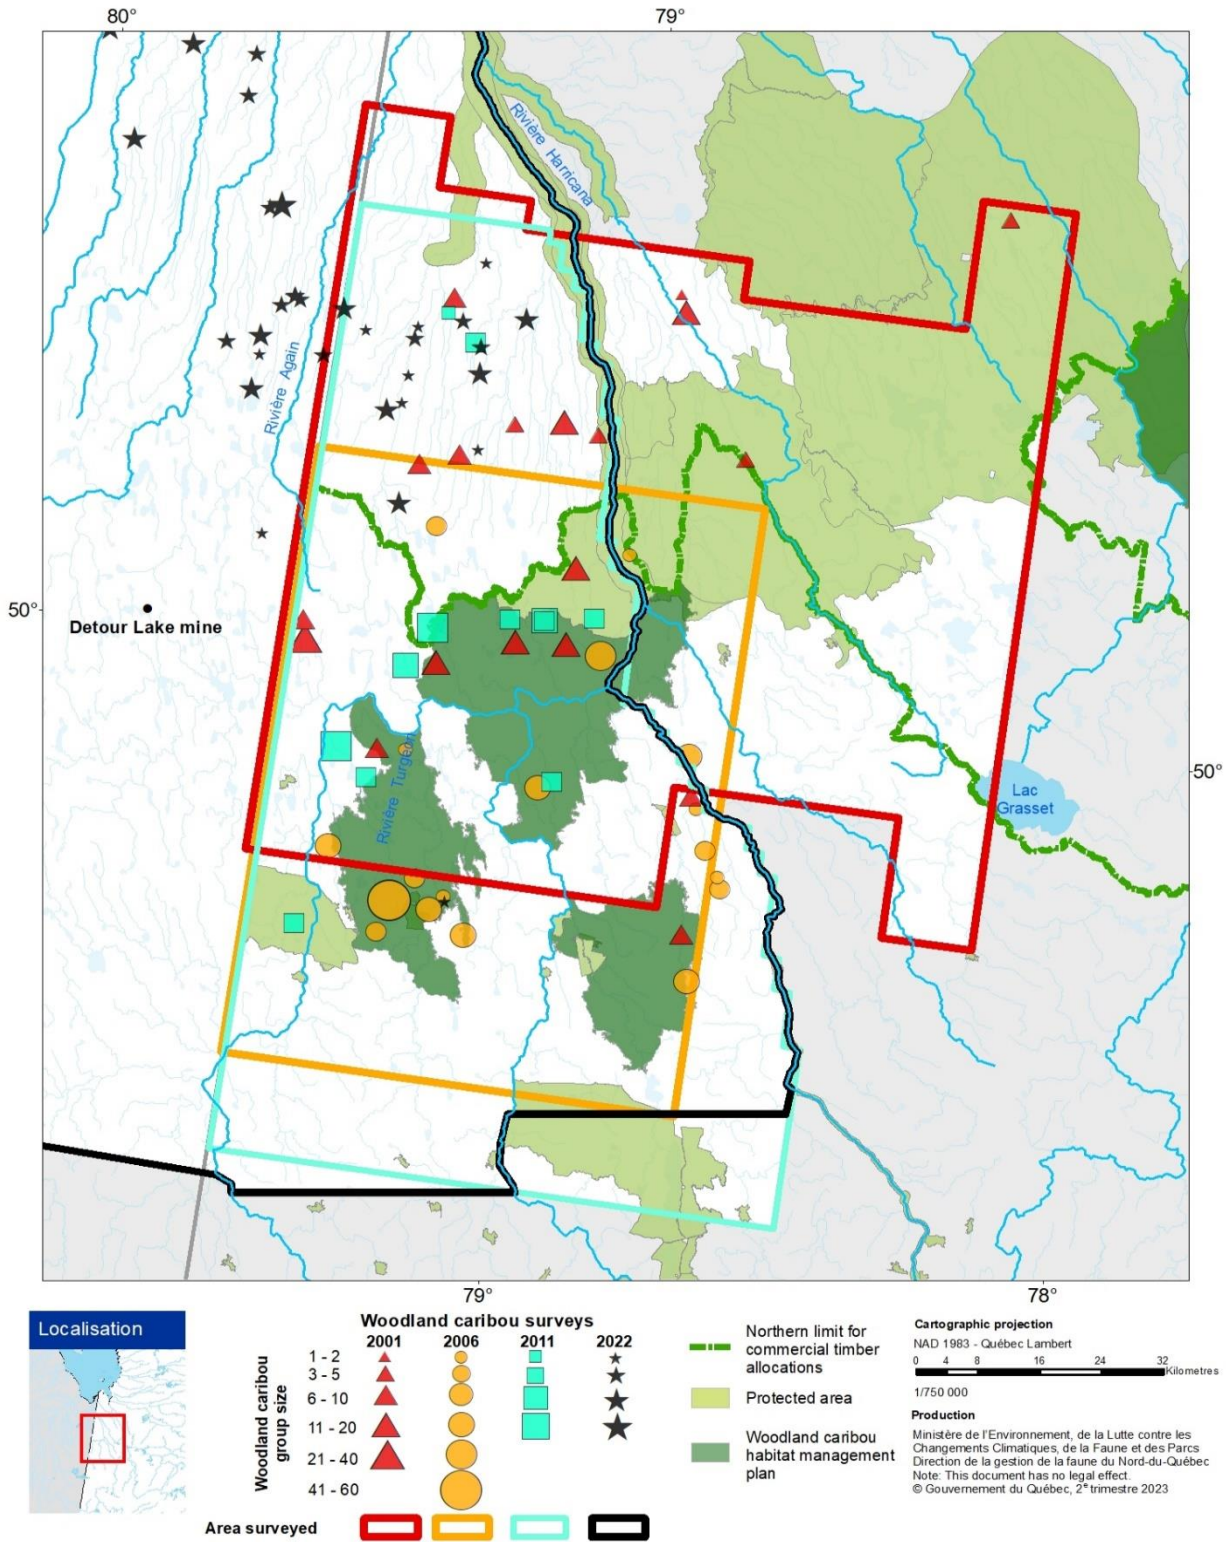 80°
79°
Rivière Harricana
Rivière Again
50°
Detour Lake mine
Rivière Turgeon
50°
Lac
Grasset
79°
78°
Localisation
Woodland caribou surveys
2001 2006 2011 2022
Woodland caribou
group size
1 - 2
3 - 5
6 - 10
11 - 20
21 - 40
41 - 60
Area surveyed
Northern limit for
commercial timber
allocations
Protected area
Woodland caribou
habitat management
plan
Cartographic projection
NAD 1983 - Québec Lambert
0 4 8 16 24 32
Kilometres
1/750 000
Production
Ministère de l'Environnement, de la Lutte contre les
Changements Climatiques, de la Faune et des Parcs
Direction de la gestion de la faune du Nord-du-Québec
Note: This document has no legal effect.
© Gouvernement du Québec, 2e trimestre 2023